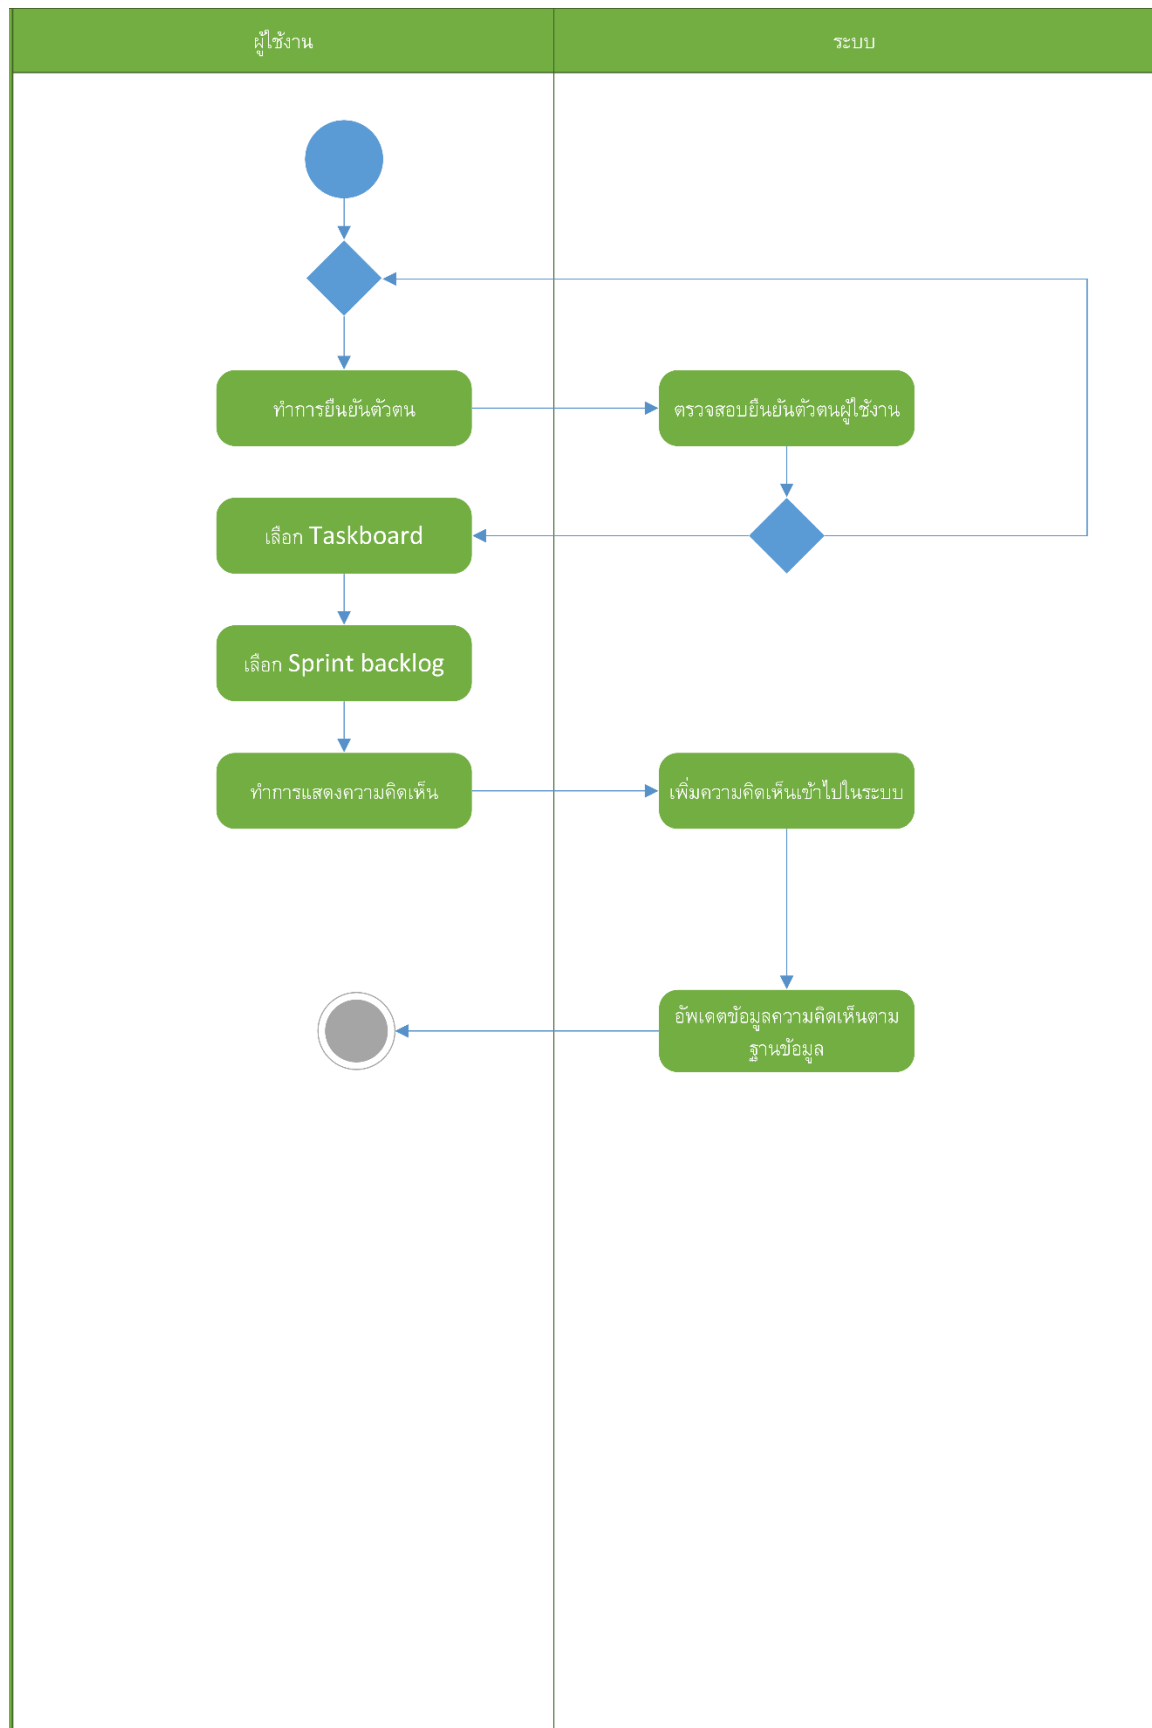 ผู้ใช้งาน
ระบบ
ทำการยืนยันตัวตน
ตรวจสอบยืนยันตัวตนผู้ใช้งาน
เลือก Taskboard
เลือก Sprint backlog
ทำการแสดงความคิดเห็น
เพิ่มความคิดเห็นเข้าไปในระบบ
อัพเดตข้อมูลความคิดเห็นตาม
ฐานข้อมูล